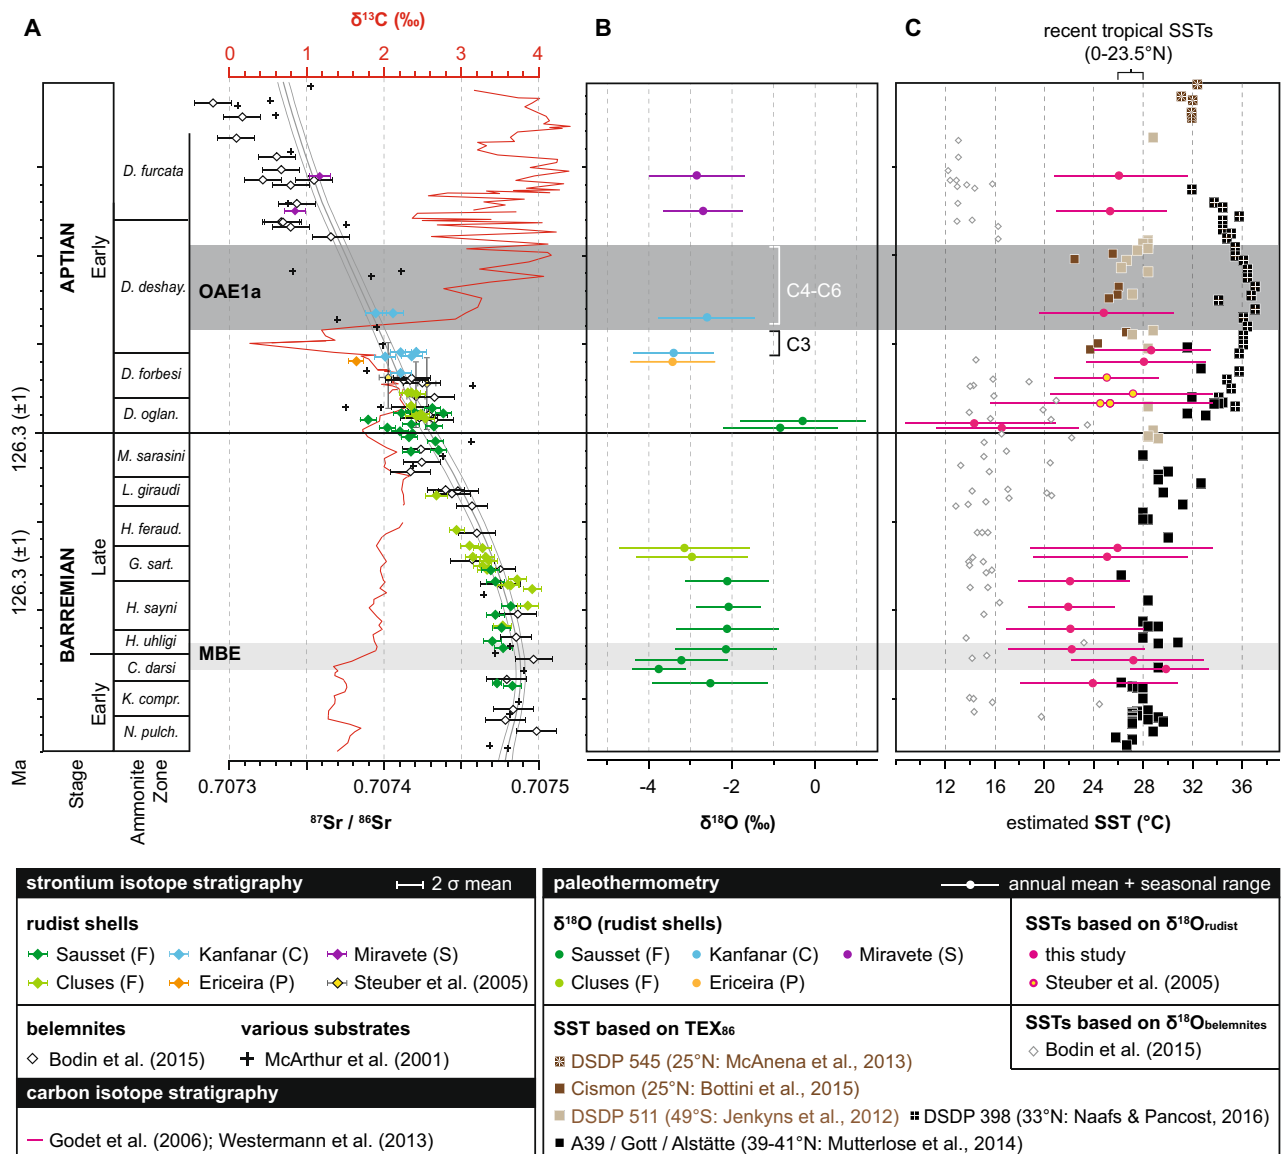 A
δ¹³C (‰)
0 1 2 3 4
B
C
recent tropical SSTs
(0-23.5°N)
APTIAN
Early
D. furcata
D. deshay.
OAE1a
C4-C6
C3
D. forbesi
D. oglan.
126.3 (±1)
M. sarasini
L. giraudi
H. feraud.
BARREMIAN
Late
G. sart.
126.3 (±1)
H. sayni
H. uhligi
MBE
C. darsi
Early
K. compr.
N. pulch.
Ma
Stage
Ammonite
Zone
0.7073 0.7074 0.7075
⁸⁷Sr / ⁸⁶Sr
-4 -2 0
δ¹⁸O (‰)
12 16 20 24 28 32 36
estimated SST (°C)
strontium isotope stratigraphy 2 σ mean
rudist shells
Sausset (F) Kanfanar (C) Miravete (S)
Cluses (F) Ericeira (P) Steuber et al. (2005)
belemnites various substrates
Bodin et al. (2015) McArthur et al. (2001)
carbon isotope stratigraphy
Godet et al. (2006); Westermann et al. (2013)
paleothermometry annual mean + seasonal range
δ¹⁸O (rudist shells)
Sausset (F) Kanfanar (C) Miravete (S)
Cluses (F) Ericeira (P)
SSTs based on δ¹⁸Orudist
this study
Steuber et al. (2005)
SSTs based on δ¹⁸Obelemnites
Bodin et al. (2015)
SST based on TEX₈₆
DSDP 545 (25°N: McAnena et al., 2013)
Cismon (25°N: Bottini et al., 2015)
DSDP 511 (49°S: Jenkyns et al., 2012) DSDP 398 (33°N: Naafs & Pancost, 2016)
A39 / Gott / Alstätte (39-41°N: Mutterlose et al., 2014)